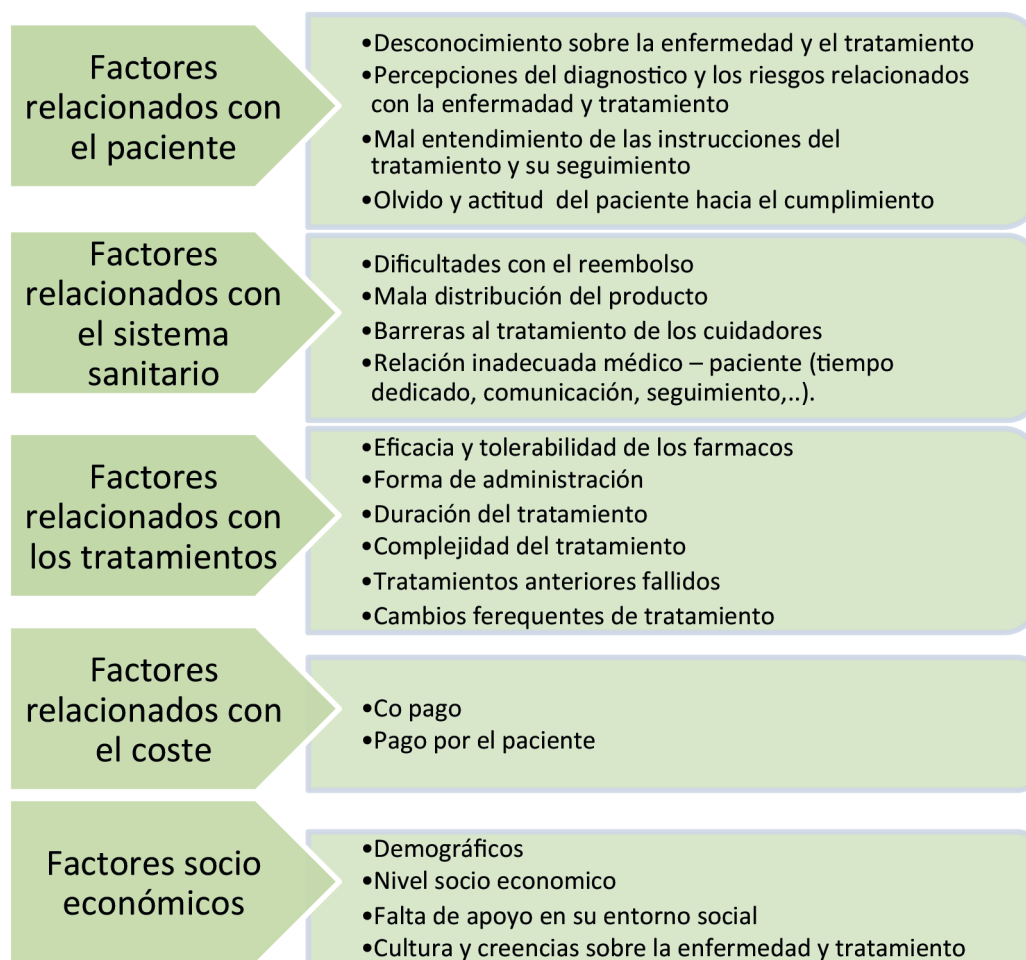 Factores
relacionados con
el paciente
•Desconocimiento sobre la enfermedad y el tratamiento
•Percepciones del diagnostico y los riesgos relacionados
con la enfermadad y tratamiento
•Mal entendimiento de las instrucciones del
tratamiento y su seguimiento
•Olvido y actitud del paciente hacia el cumplimiento
Factores
relacionados con
el sistema
sanitario
•Dificultades con el reembolso
•Mala distribución del producto
•Barreras al tratamiento de los cuidadores
•Relación inadecuada médico – paciente (tiempo
dedicado, comunicación, seguimiento,..).
Factores
relacionados con
los tratamientos
•Eficacia y tolerabilidad de los farmacos
•Forma de administración
•Duración del tratamiento
•Complejidad del tratamiento
•Tratamientos anteriores fallidos
•Cambios ferequentes de tratamiento
Factores
relacionados con
el coste
•Co pago
•Pago por el paciente
Factores socio
económicos
•Demográficos
•Nivel socio economico
•Falta de apoyo en su entorno social
•Cultura y creencias sobre la enfermedad y tratamiento